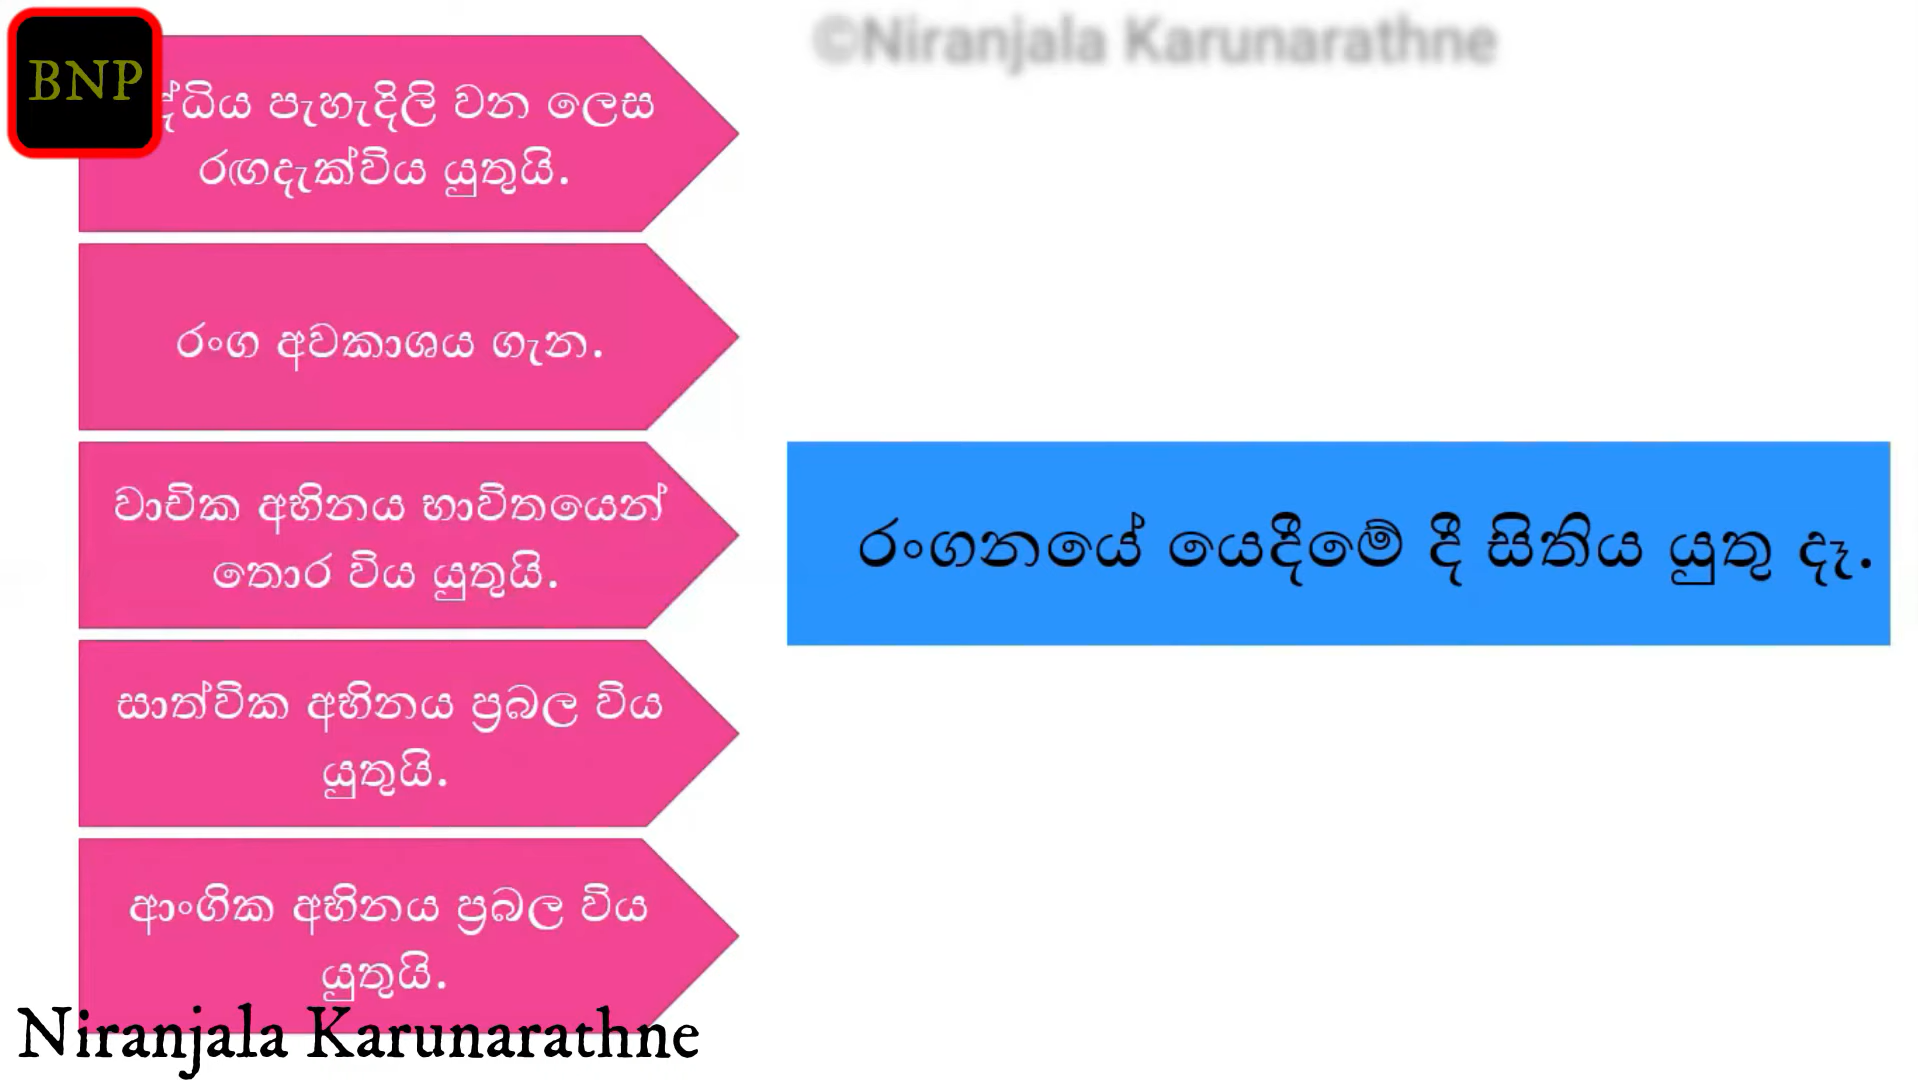 ©Niranjala Karunarathne
BNP
පැහැදිලි වන ලෙස
රඟදැක්විය යුතුයි.
රංග අවකාශය ගැන.
වාචික අභිනය භාවිතයෙන්
තොර විය යුතුයි.
රංගනයේ යෙදීමේ දී සිතිය යුතු දෑ.
සාත්වික අභිනය ප්‍රබල විය
යුතුයි.
ආංගික අභිනය ප්‍රබල විය
යුතුයි.
Niranjala Karunarathne